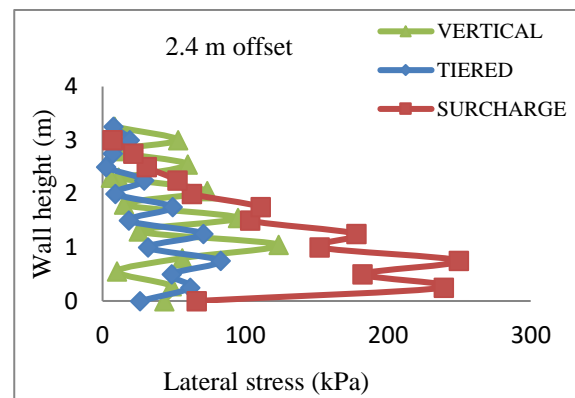 2.4 m offset
VERTICAL
TIERED
SURCHARGE
Wall height (m)
4
3
2
1
0
0 100 200 300
Lateral stress (kPa)